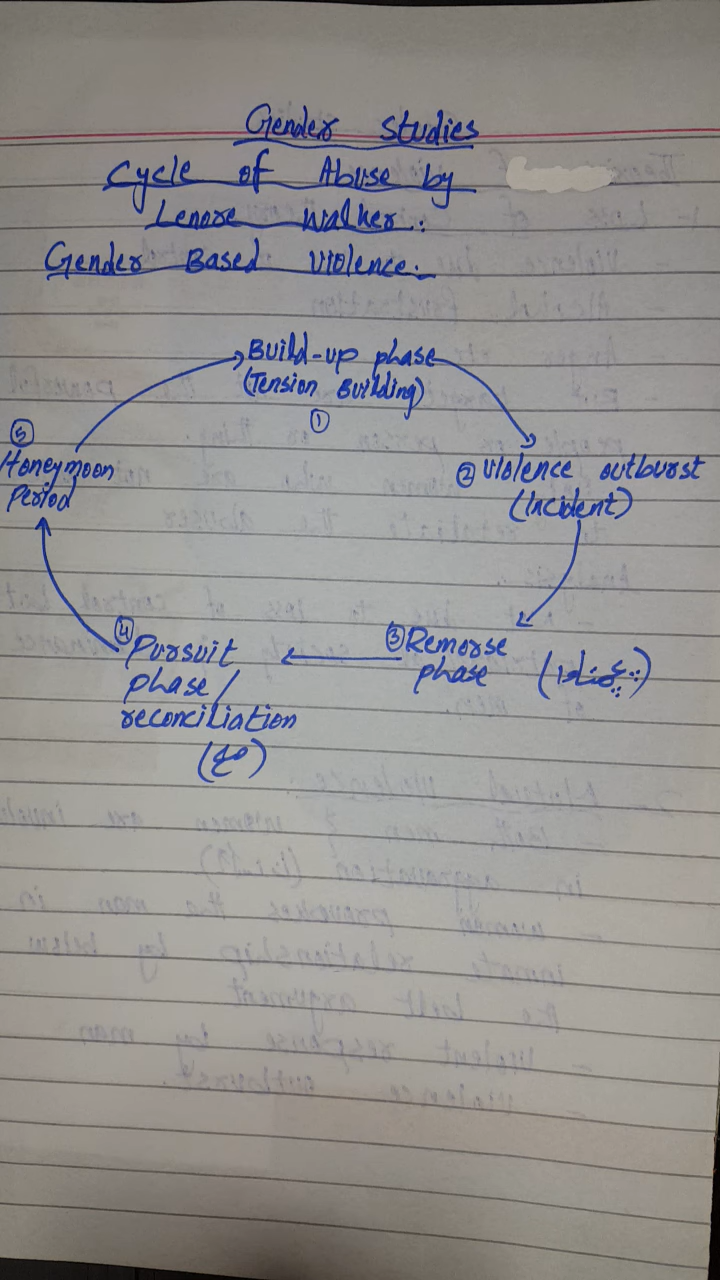 Gender Studies
Cycle of Abuse by
Lenore Walker:
Gender Based Violence:-
Build-up phase
(Tension Building)
①
② Violence outburst
(Incident)
③ Remorse
phase
④ Pursuit
phase/
reconciliation
⑤
Honeymoon
Period